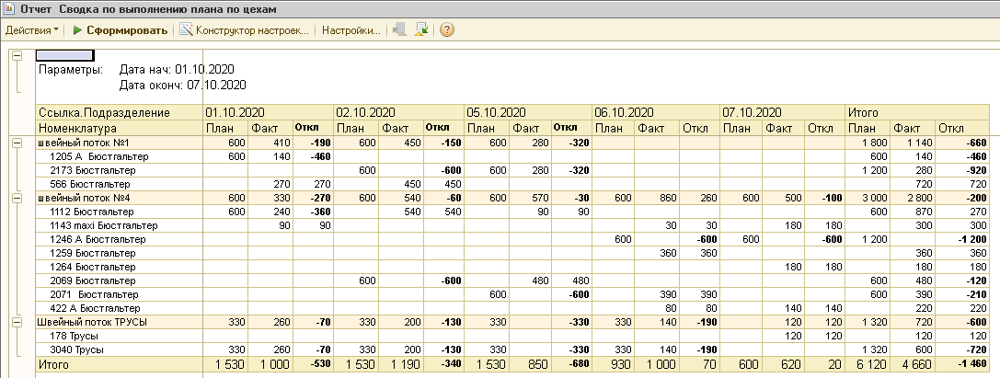 Отчет  Сводка по выполнению плана по цехам
Действия Сформировать Конструктор настроек... Настройки...
Параметры: Дата нач: 01.10.2020
Дата оконч: 07.10.2020
Ссылка.Подразделение 01.10.2020 02.10.2020 05.10.2020 06.10.2020 07.10.2020 Итого
Номенклатура План Факт Откл План Факт Откл План Факт Откл План Факт Откл План Факт Откл План Факт Откл
швейный поток №1 600 410 -190 600 450 -150 600 280 -320 1 800 1 140 -660
1205 А Бюстгальтер 600 140 -460 600 140 -460
2173 Бюстгальтер 600 -600 600 280 -320 1 200 280 -920
566 Бюстгальтер 270 270 450 450 720 720
швейный поток №4 600 330 -270 600 540 -60 600 570 -30 600 860 260 600 500 -100 3 000 2 800 -200
1112 Бюстгальтер 600 240 -360 540 540 90 90 600 870 270
1143 maxi Бюстгальтер 90 90 30 30 180 180 300 300
1246 А Бюстгальтер 600 -600 600 -600 1 200 -1 200
1259 Бюстгальтер 360 360 360 360
1264 Бюстгальтер 180 180 180 180
2069 Бюстгальтер 600 -600 480 480 600 480 -120
2071 Бюстгальтер 600 -600 390 390 600 390 -210
422 А Бюстгальтер 80 80 140 140 220 220
Швейный поток ТРУСЫ 330 260 -70 330 200 -130 330 -330 330 140 -190 120 120 1 320 720 -600
178 Трусы 120 120 120 120
3040 Трусы 330 260 -70 330 200 -130 330 -330 330 140 -190 1 320 600 -720
Итого 1 530 1 000 -530 1 530 1 190 -340 1 530 850 -680 930 1 000 70 600 620 20 6 120 4 660 -1 460